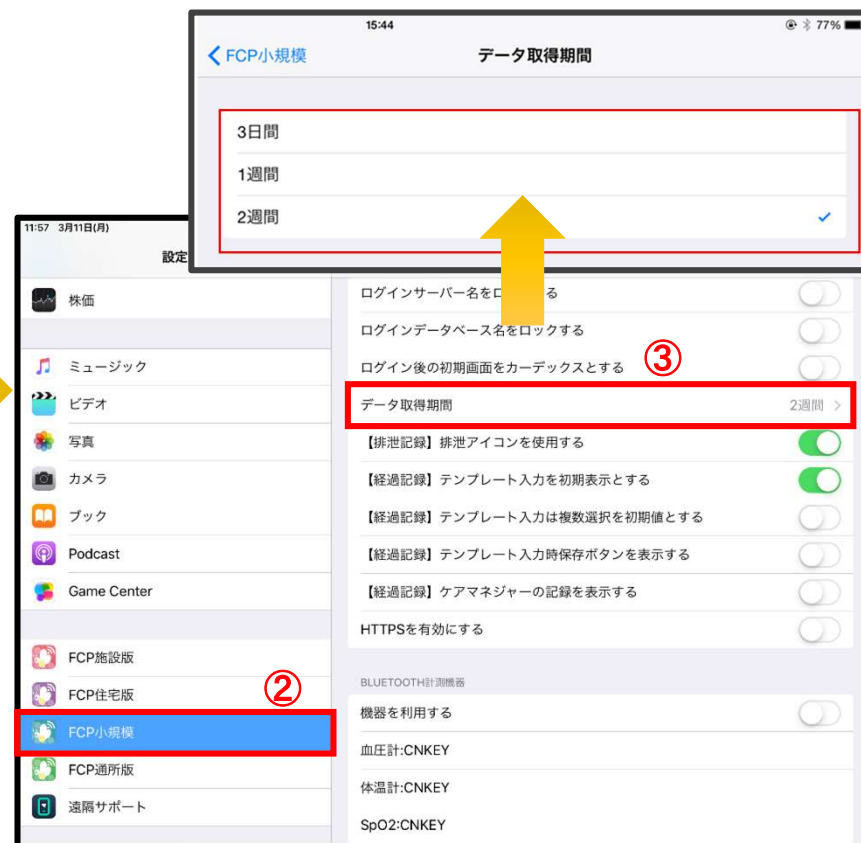 15:44
77%
FCP小規模
データ取得期間
3日間
1週間
2週間
11:57 3月11日(月)
設定
株価
ミュージック
ビデオ
写真
カメラ
ブック
Podcast
Game Center
FCP施設版
FCP住宅版
②
FCP小規模
FCP通所版
遠隔サポート
ログインサーバー名をロ
る
ログインデータベース名をロックする
ログイン後の初期画面をカーデックスとする
③
データ取得期間 2週間
【排泄記録】排泄アイコンを使用する
【経過記録】テンプレート入力を初期表示とする
【経過記録】テンプレート入力は複数選択を初期値とする
【経過記録】テンプレート入力時保存ボタンを表示する
【経過記録】ケアマネジャーの記録を表示する
HTTPSを有効にする
BLUETOOTH計測機器
機器を利用する
血圧計:CNKEY
体温計:CNKEY
SpO2:CNKEY